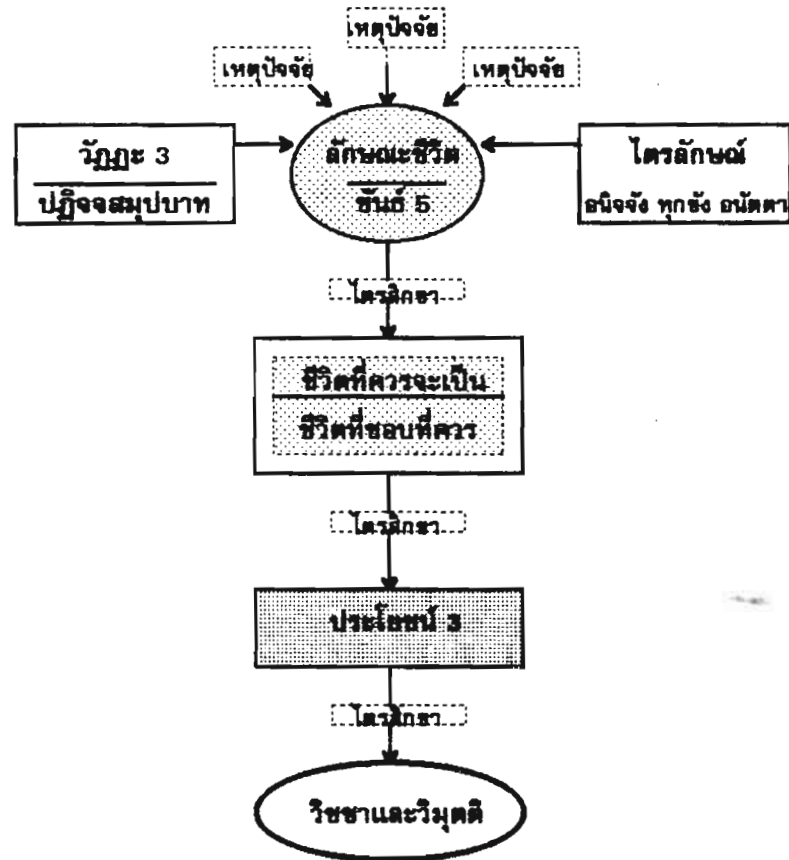 เหตุปัจจัย
เหตุปัจจัย
เหตุปัจจัย
วัฏฏะ 3
ปฏิจจสมุปบาท
ลักษณะชีวิต
ขันธ์ 5
ไตรลักษณ์
อนิจจัง ทุกขัง อนัตตา
ไตรสิกขา
ชีวิตที่ควรจะเป็น
ชีวิตที่ชอบที่ควร
ไตรสิกขา
ประโยชน์ 3
ไตรสิกขา
วิชชาและวิมุตติ